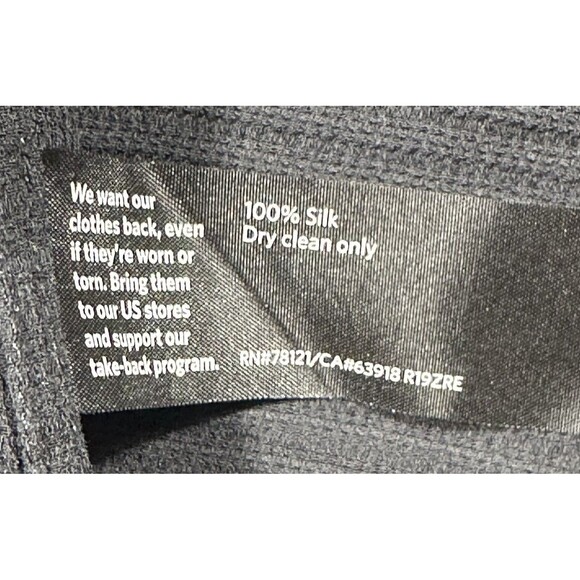 We want our
clothes back, even
if they're worn or
torn. Bring them
to our US stores
and support our
take-back program.
100% Silk
Dry clean only
RN#78121/CA#63918 R19ZRE